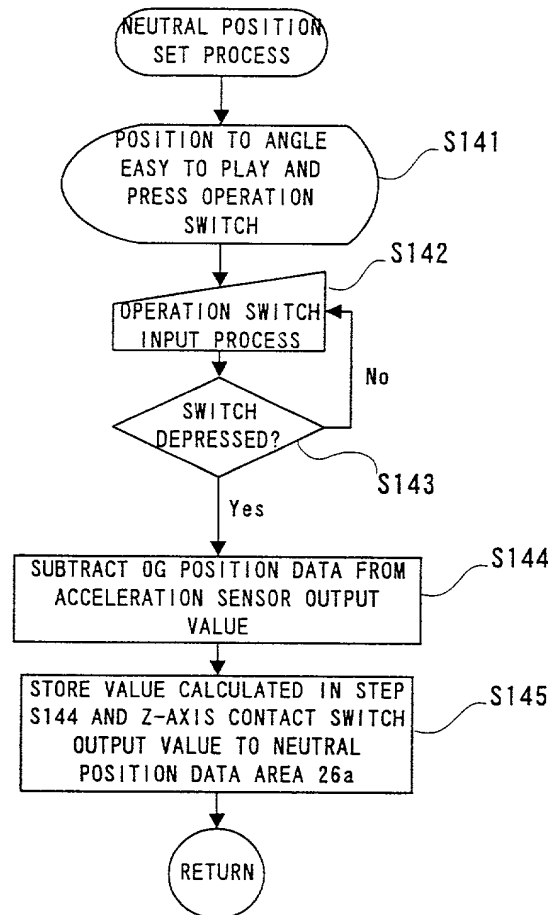 NEUTRAL POSITION
SET PROCESS
POSITION TO ANGLE
EASY TO PLAY AND
PRESS OPERATION
SWITCH
S141
S142
OPERATION SWITCH
INPUT PROCESS
No
SWITCH
DEPRESSED?
S143
Yes
S144
SUBTRACT 0G POSITION DATA FROM
ACCELERATION SENSOR OUTPUT
VALUE
S145
STORE VALUE CALCULATED IN STEP
S144 AND Z-AXIS CONTACT SWITCH
OUTPUT VALUE TO NEUTRAL
POSITION DATA AREA 26a
RETURN